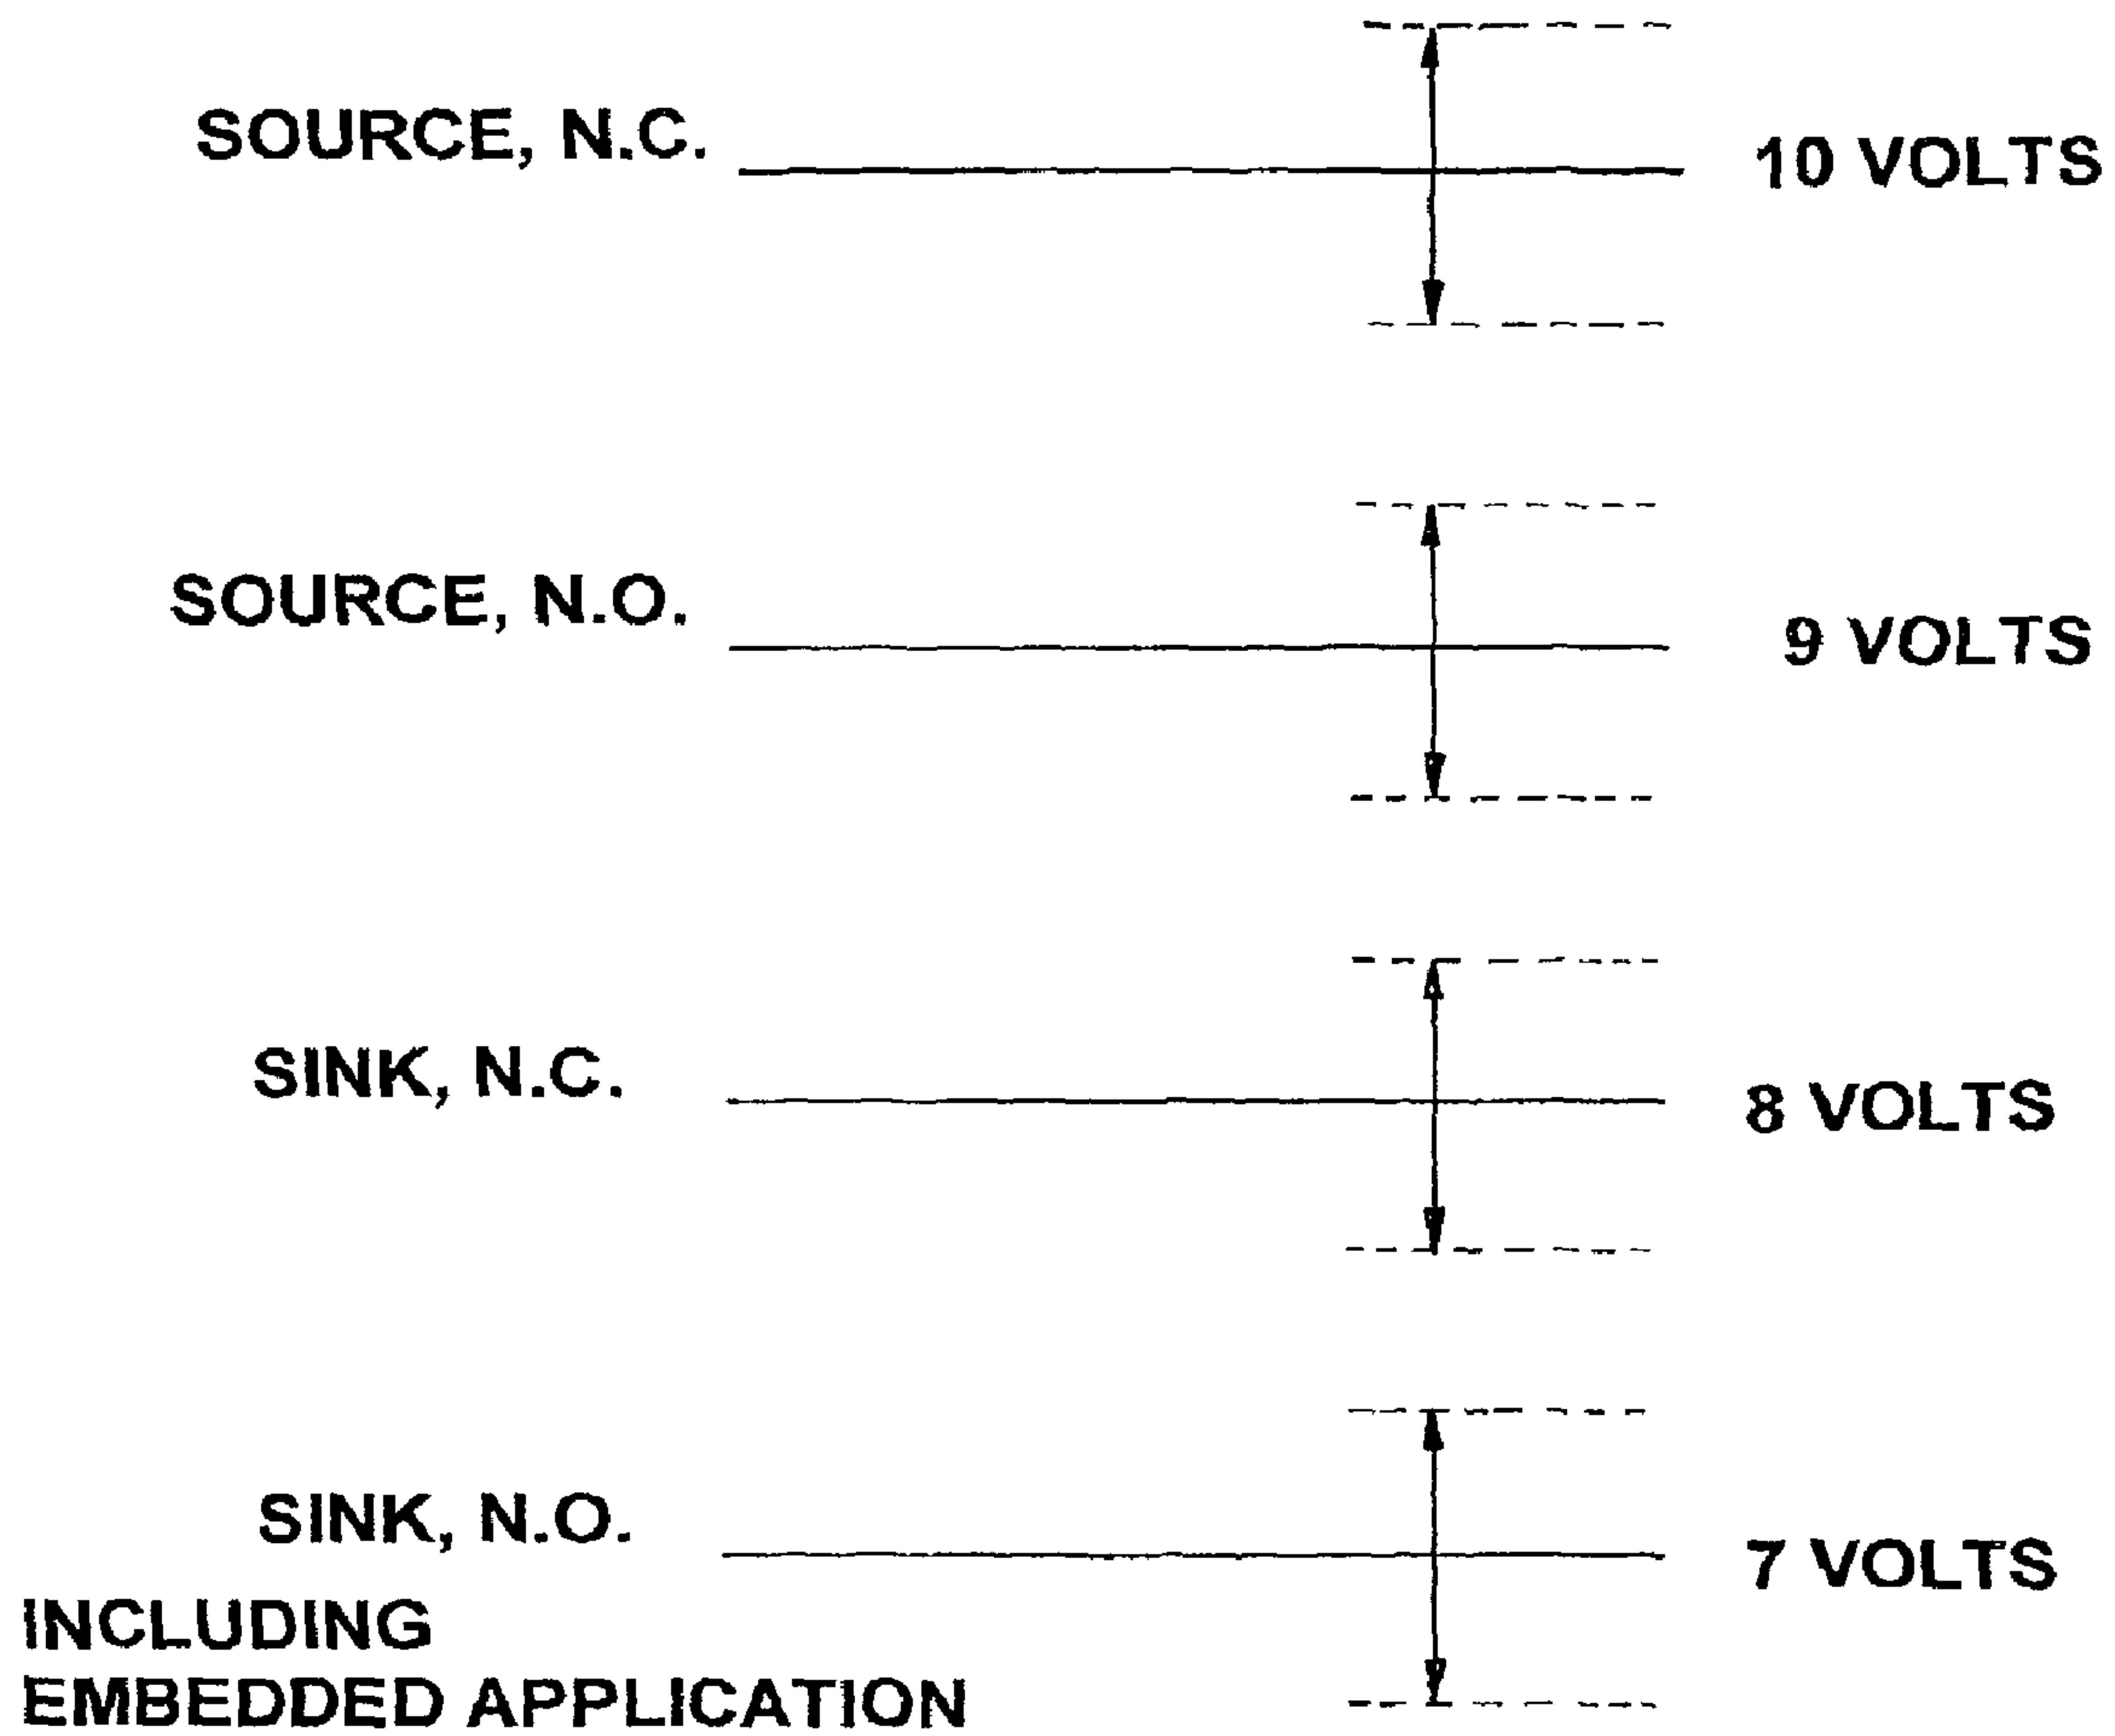 SOURCE, N.C.
10 VOLTS
SOURCE, N.O.
9 VOLTS
SINK, N.C.
8 VOLTS
SINK, N.O.
7 VOLTS
INCLUDING
EMBEDDED APPLICATION